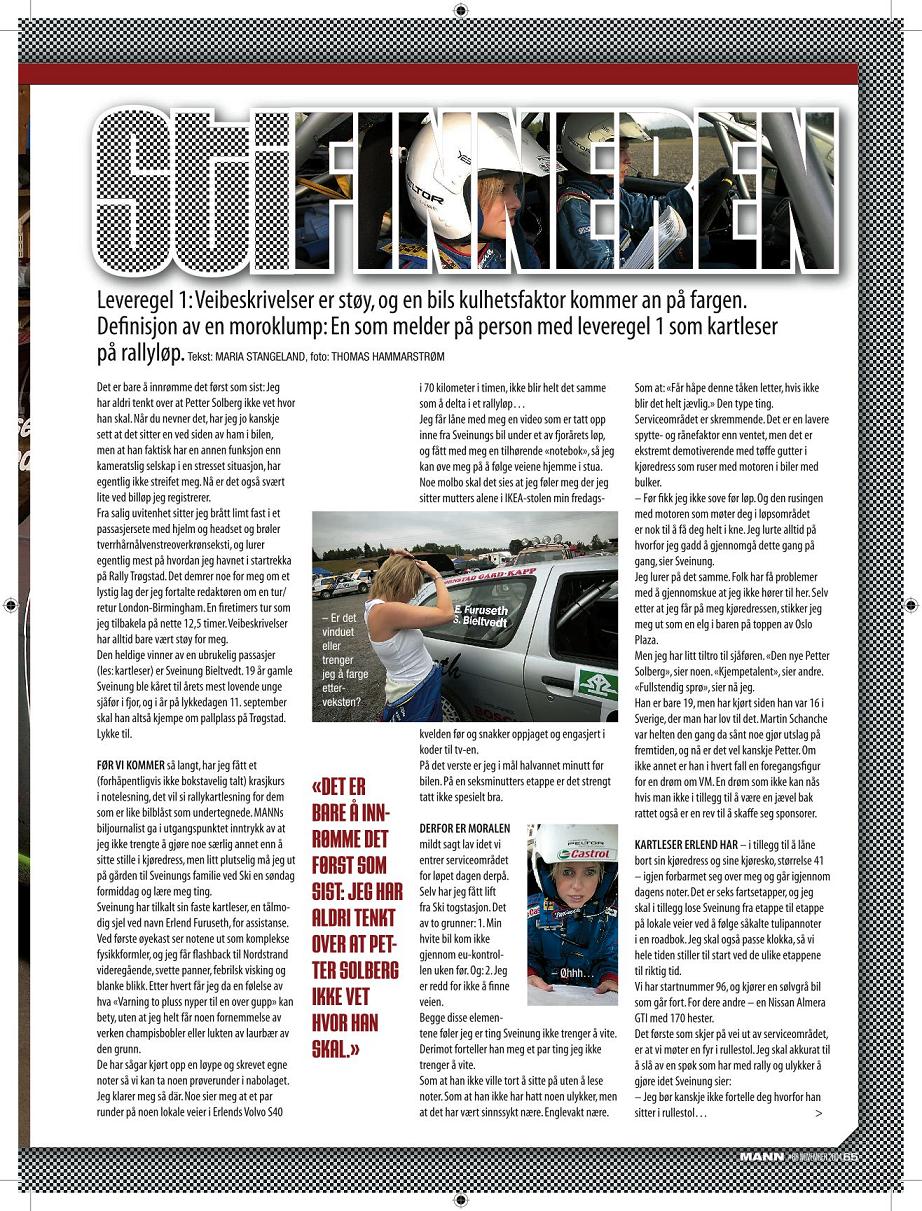 StiFINNEREN
Leveregel 1: Veibeskrivelser er støy, og en bils kulhetsfaktor kommer an på fargen.
Definisjon av en moroklump: En som melder på person med leveregel 1 som kartleser
på rallyløp. Tekst: MARIA STANGELAND, foto: THOMAS HAMMARSTRØM
Det er bare å innrømme det først som sist: Jeg
har aldri tenkt over at Petter Solberg ikke vet hvor
han skal. Når du nevner det, har jeg jo kanskje
sett at det sitter en ved siden av ham i bilen,
men at han faktisk har en annen funksjon enn
kameratslig selskap i en stresset situasjon, har
egentlig ikke streifet meg. Nå er det også svært
lite ved billøp jeg registrerer.
Fra salig uvitenhet sitter jeg brått limt fast i et
passasjersete med hjelm og headset og brøler
tverrhårnålvenstreoverkrønseksti, og lurer
egentlig mest på hvordan jeg havnet i startrekka
på Rally Trøgstad. Det demrer noe for meg om et
lystig lag der jeg fortalte redaktøren om en tur/
retur London-Birmingham. En firetimers tur som
jeg tilbakela på nette 12,5 timer. Veibeskrivelser
har alltid bare vært støy for meg.
Den heldige vinner av en ubrukelig passasjer
(les: kartleser) er Sveinung Bieltvedt. 19 år gamle
Sveinung ble kåret til årets mest lovende unge
sjåfør i fjor, og i år på lykkedagen 11. september
skal han altså kjempe om pallplass på Trøgstad.
Lykke til.
FØR VI KOMMER så langt, har jeg fått et
(forhåpentligvis ikke bokstavelig talt) krasjkurs
i notelesning, det vil si rallykartlesning for dem
som er like bilblåst som undertegnede. MANNs
biljournalist ga i utgangspunktet inntrykk av at
jeg ikke trengte å gjøre noe særlig annet enn å
sitte stille i kjøredress, men litt plutselig må jeg ut
på gården til Sveinungs familie ved Ski en søndag
formiddag og lære meg ting.
Sveinung har tilkalt sin faste kartleser, en tålmo-
dig sjel ved navn Erlend Furuseth, for assistanse.
Ved første øyekast ser notene ut som komplekse
fysikkformler, og jeg får flashback til Nordstrand
videregående, svette panner, febrilsk visking og
blanke blikk. Etter hvert får jeg da en følelse av
hva «Varning to pluss nyper til en over gupp» kan
bety, uten at jeg helt får noen fornemmelse av
verken champisbobler eller lukten av laurbær av
den grunn.
De har sågar kjørt opp en løype og skrevet egne
noter så vi kan ta noen prøverunder i nabolaget.
Jeg klarer meg så där. Noe sier meg at et par
runder på noen lokale veier i Erlends Volvo S40
i 70 kilometer i timen, ikke blir helt det samme
som å delta i et rallyløp…
Jeg får låne med meg en video som er tatt opp
inne fra Sveinungs bil under et av fjorårets løp,
og fått med meg en tilhørende «notebok», så jeg
kan øve meg på å følge veiene hjemme i stua.
Noe molbo skal det sies at jeg føler meg der jeg
sitter mutters alene i IKEA-stolen min fredags-
PELTOR
ENSTAD GARD-KAPP
E. Furuseth
S. Bieltvedt
– Er det
vinduet
eller
trenger
jeg å farge
etter-
veksten?
kvelden før og snakker oppjaget og engasjert i
koder til tv-en.
På det verste er jeg i mål halvannet minutt før
bilen. På en seksminutters etappe er det strengt
tatt ikke spesielt bra.
«DET ER
BARE Å INN-
RØMME DET
FØRST SOM
SIST: JEG HAR
ALDRI TENKT
OVER AT PET-
TER SOLBERG
IKKE VET
HVOR HAN
SKAL.»
DERFOR ER MORALEN
mildt sagt lav idet vi
entrer serviceområdet
for løpet dagen derpå.
Selv har jeg fått lift
fra Ski togstasjon. Det
av to grunner: 1. Min
hvite bil kom ikke
gjennom eu-kontrol-
len uken før. Og: 2. Jeg
er redd for ikke å finne
veien.
PELTOR
Castrol
– Øhhh…
Begge disse elemen-
tene føler jeg er ting Sveinung ikke trenger å vite.
Derimot forteller han meg et par ting jeg ikke
trenger å vite.
Som at han ikke ville tort å sitte på uten å lese
noter. Som at han ikke har hatt noen ulykker, men
at det har vært sinnssykt nære. Englevakt nære.
Som at: «Får håpe denne tåken letter, hvis ikke
blir det helt jævlig.» Den type ting.
Serviceområdet er skremmende. Det er en lavere
spytte- og rånefaktor enn ventet, men det er
ekstremt demotiverende med tøffe gutter i
kjøredress som ruser med motoren i biler med
bulker.
– Før fikk jeg ikke sove før løp. Og den rusingen
med motoren som møter deg i løpsområdet
er nok til å få deg helt i kne. Jeg lurte alltid på
hvorfor jeg gadd å gjennomgå dette gang på
gang, sier Sveinung.
Jeg lurer på det samme. Folk har få problemer
med å gjennomskue at jeg ikke hører til her. Selv
etter at jeg får på meg kjøredressen, stikker jeg
meg ut som en elg i baren på toppen av Oslo
Plaza.
Men jeg har litt tiltro til sjåføren. «Den nye Petter
Solberg», sier noen. «Kjempetalent», sier andre.
«Fullstendig sprø», sier nå jeg.
Han er bare 19, men har kjørt siden han var 16 i
Sverige, der man har lov til det. Martin Schanche
var helten den gang da sånt noe gjør utslag på
fremtiden, og nå er det vel kanskje Petter. Om
ikke annet er han i hvert fall en foregangsfigur
for en drøm om VM. En drøm som ikke kan nås
hvis man ikke i tillegg til å være en jævel bak
rattet også er en rev til å skaffe seg sponsorer.
KARTLESER ERLEND HAR – i tillegg til å låne
bort sin kjøredress og sine kjøresko, størrelse 41
– igjen forbarmet seg over meg og går igjennom
dagens noter. Det er seks fartsetapper, og jeg
skal i tillegg lose Sveinung fra etappe til etappe
på lokale veier ved å følge såkalte tulipannoter
i en roadbok. Jeg skal også passe klokka, så vi
hele tiden stiller til start ved de ulike etappene
til riktig tid.
Vi har startnummer 96, og kjører en sølvgrå bil
som går fort. For dere andre – en Nissan Almera
GTI med 170 hester.
Det første som skjer på vei ut av serviceområdet,
er at vi møter en fyr i rullestol. Jeg skal akkurat til
å slå av en spøk som har med rally og ulykker å
gjøre idet Sveinung sier:
– Jeg bør kanskje ikke fortelle deg hvorfor han
sitter i rullestol… >
MANN #86 NOVEMBER 2004 65